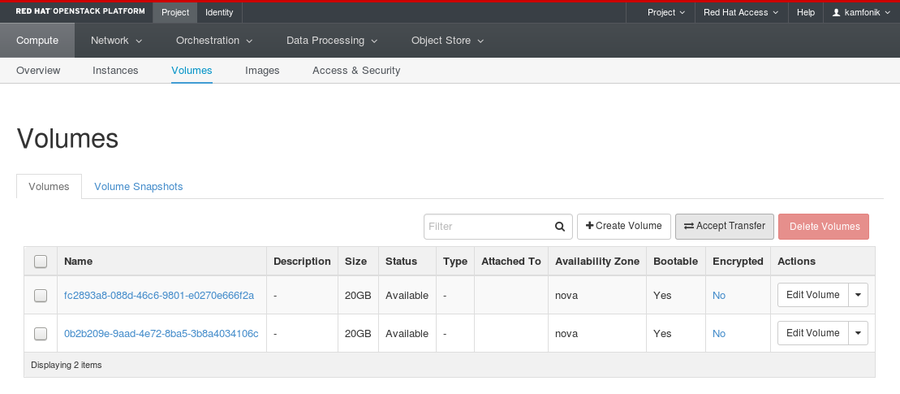 RED HAT OPENSTACK PLATFORM Project Identity Project Red Hat Access Help kamfonik
Compute Network Orchestration Data Processing Object Store
Overview Instances Volumes Images Access & Security
Volumes
Volumes Volume Snapshots
Filter Create Volume Accept Transfer Delete Volumes
Name Description Size Status Type Attached To Availability Zone Bootable Encrypted Actions
fc2893a8-088d-46c6-9801-e0270e666f2a - 20GB Available - nova Yes No Edit Volume
0b2b209e-9aad-4e72-8ba5-3b8a4034106c - 20GB Available - nova Yes No Edit Volume
Displaying 2 items